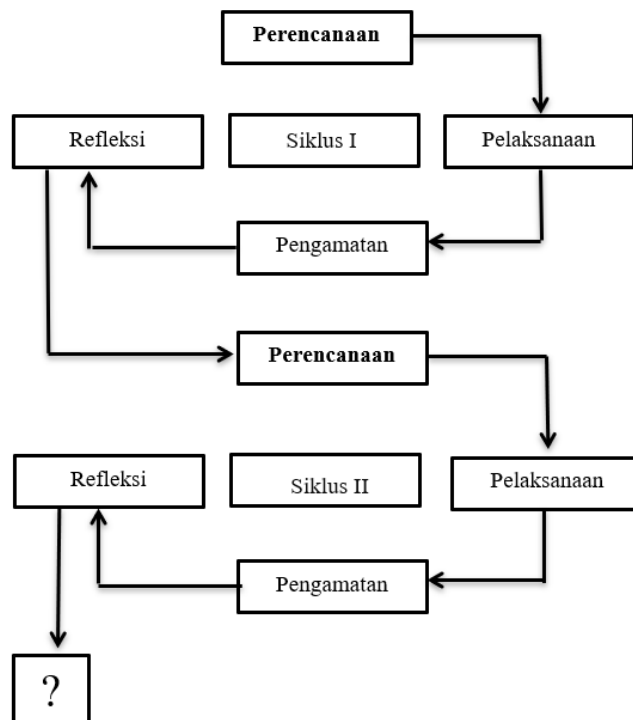 Perencanaan
Refleksi
Siklus I
Pelaksanaan
Pengamatan
Perencanaan
Refleksi
Siklus II
Pelaksanaan
Pengamatan
?